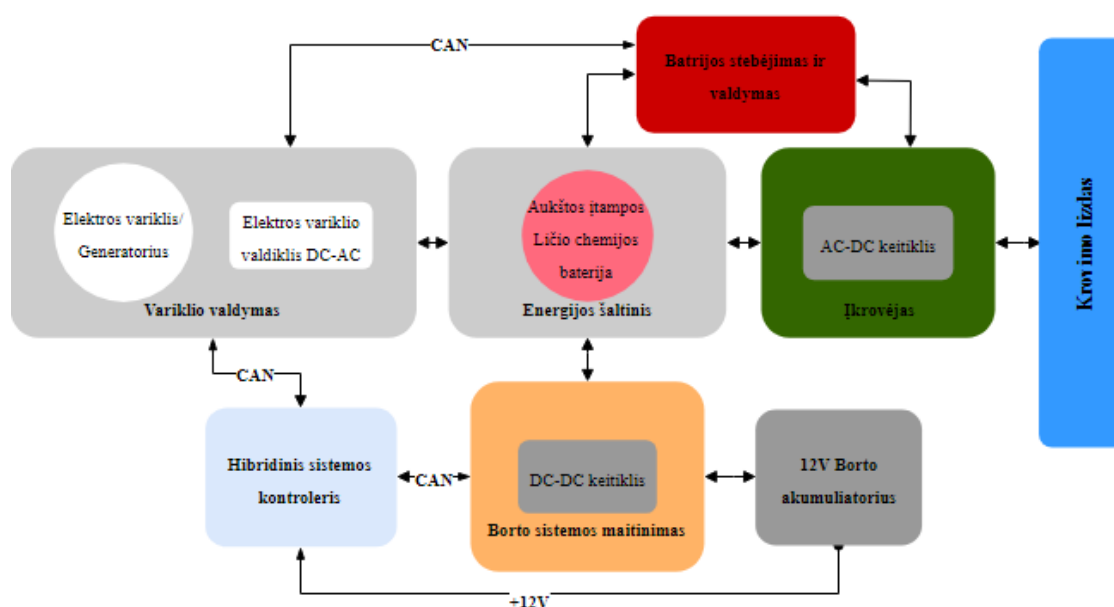 CAN
Batrijos stebėjimas ir
valdymas
Elektros variklis/
Generatorius
Elektros variklio
valdiklis DC-AC
Variklio valdymas
Aukštos įtampos
Ličio chemijos
baterija
Energijos šaltinis
AC-DC keitiklis
Įkrovėjas
Krovimo lizdas
CAN
Hibridinis sistemos
kontroleris
CAN
DC-DC keitiklis
Borto sistemos maitinimas
12V Borto
akumuliatorius
+12V